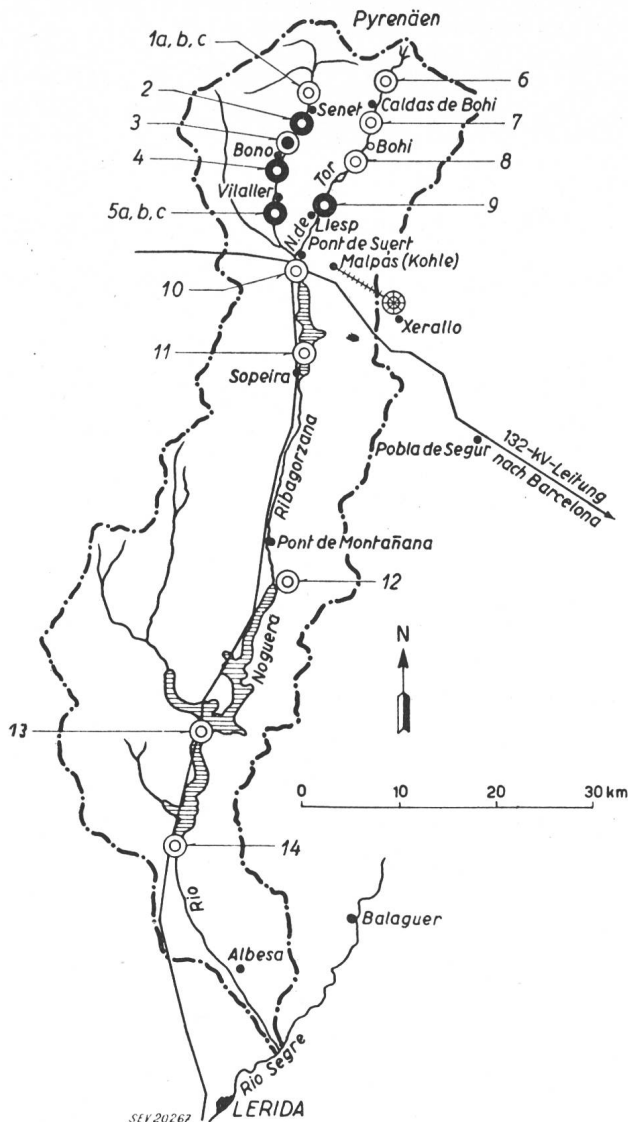 Pyrenäen
1a, b, c
6
2
Senet
Caldas de Bohi
7
3
Bono
Bohi
8
4
Tor
Vilaller
5a, b, c
9
N. de
Llesp
Pont de Suert
Malpás (Kohle)
10
Xerallo
11
Sopeira
Ribagorzana
Pobla de Segur
132-kV-Leitung
nach Barcelona
Pont de Montañana
12
Noguera
N
13
0 10 20 30 km
14
Rio
Balaguer
Albesa
Rio Segre
LERIDA
SEV 20267